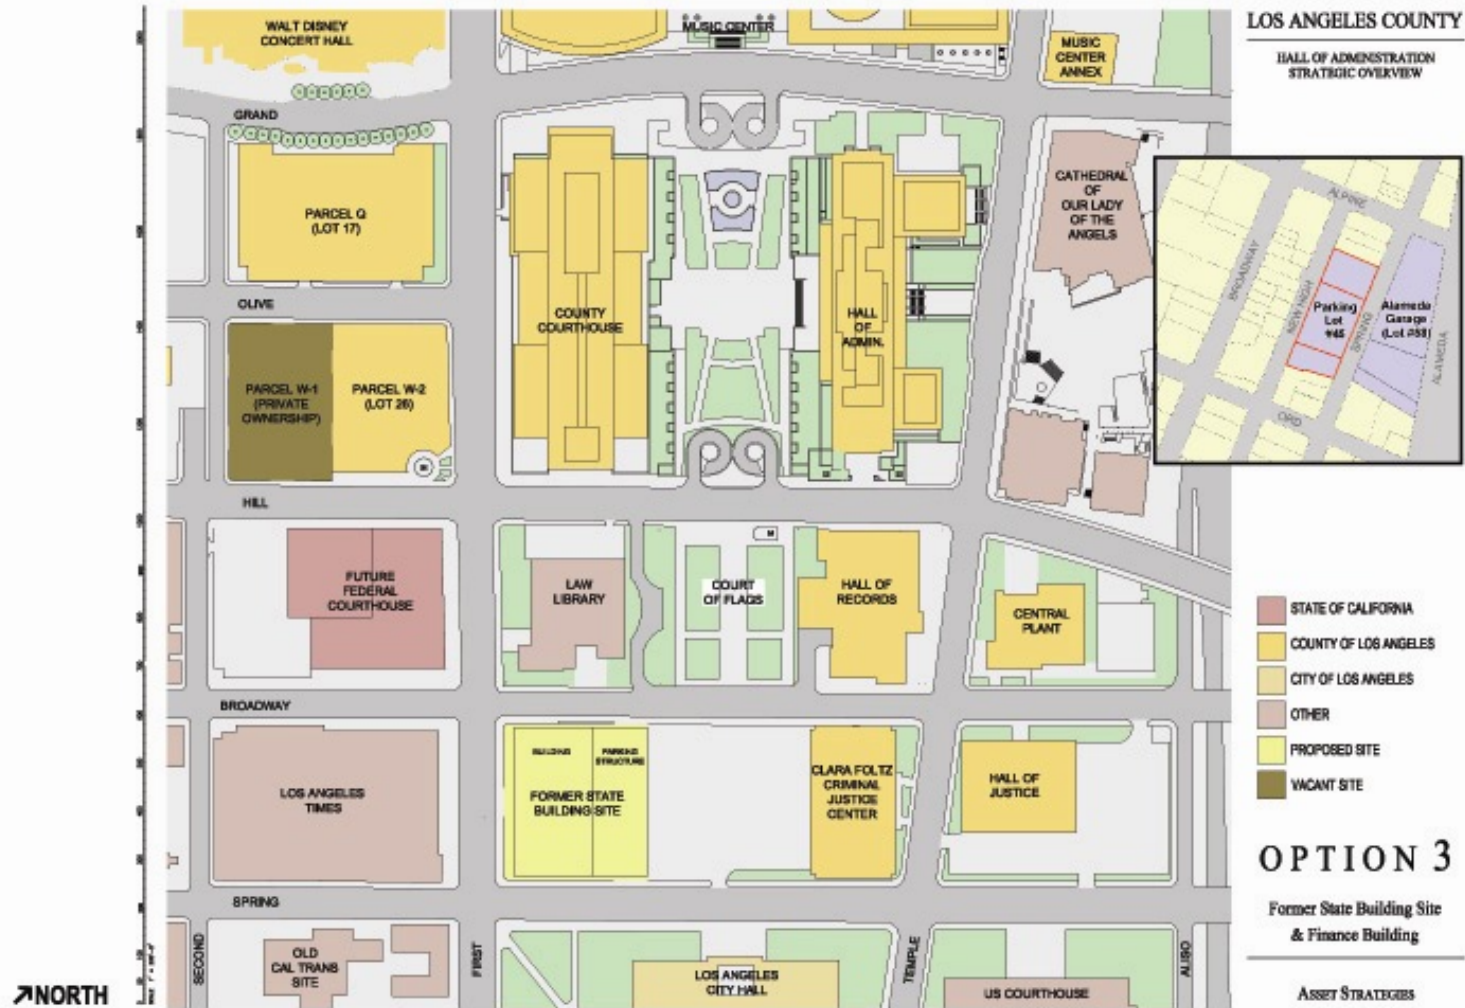 WALT DISNEY
CONCERT HALL
MUSIC CENTER
MUSIC
CENTER
ANNEX
LOS ANGELES COUNTY
HALL OF ADMINISTRATION
STRATEGIC OVERVIEW
GRAND
PARCEL Q
(LOT 17)
CATHEDRAL
OF
OUR LADY
OF THE
ANGELS
ALPINE
BROADWAY
NEW HIGH
Parking
Lot
#45
SPRING
Alameda
Garage
(Lot #58)
ALAMEDA
ORD
OLIVE
COUNTY
COURTHOUSE
HALL
OF
ADMIN.
PARCEL W-1
(PRIVATE
OWNERSHIP)
PARCEL W-2
(LOT 26)
HILL
FUTURE
FEDERAL
COURTHOUSE
LAW
LIBRARY
COURT
OF FLAGS
M
HALL OF
RECORDS
CENTRAL
PLANT
STATE OF CALIFORNIA
COUNTY OF LOS ANGELES
CITY OF LOS ANGELES
OTHER
PROPOSED SITE
VACANT SITE
BROADWAY
LOS ANGELES
TIMES
BUILDING
PARKING
STRUCTURE
FORMER STATE
BUILDING SITE
CLARA FOLTZ
CRIMINAL
JUSTICE
CENTER
HALL OF
JUSTICE
OPTION 3
Former State Building Site
& Finance Building
SPRING
SECOND
OLD
CAL TRANS
SITE
FIRST
LOS ANGELES
CITY HALL
TEMPLE
US COURTHOUSE
ALISO
NORTH
ASSET STRATEGIES